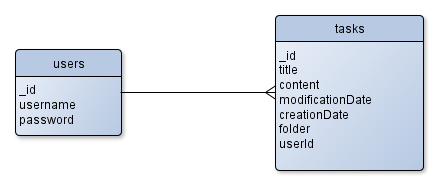 users
_id
username
password
tasks
_id
title
content
modificationDate
creationDate
folder
userId